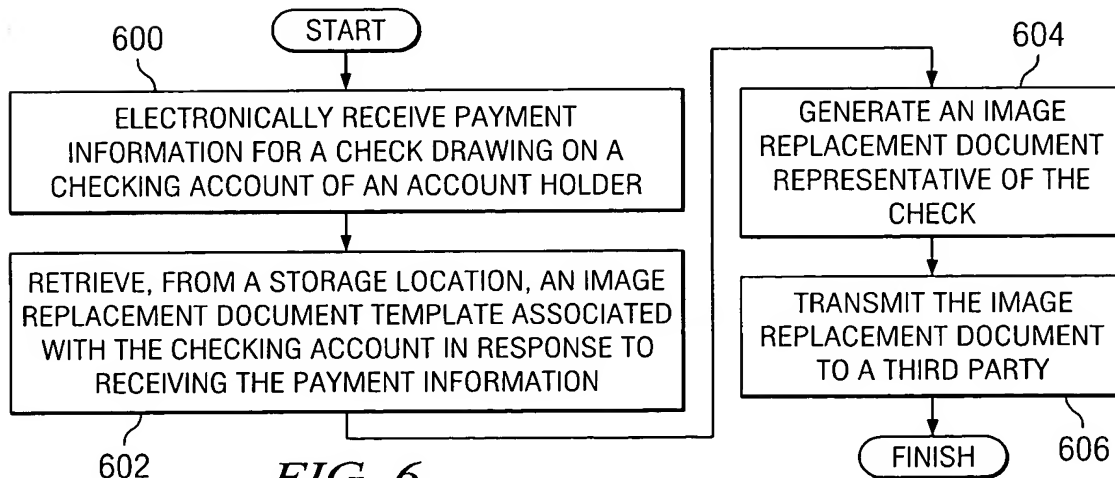 START
600
ELECTRONICALLY RECEIVE PAYMENT
INFORMATION FOR A CHECK DRAWING ON A
CHECKING ACCOUNT OF AN ACCOUNT HOLDER
RETRIEVE, FROM A STORAGE LOCATION, AN IMAGE
REPLACEMENT DOCUMENT TEMPLATE ASSOCIATED
WITH THE CHECKING ACCOUNT IN RESPONSE TO
RECEIVING THE PAYMENT INFORMATION
602
604
GENERATE AN IMAGE
REPLACEMENT DOCUMENT
REPRESENTATIVE OF THE
CHECK
TRANSMIT THE IMAGE
REPLACEMENT DOCUMENT
TO A THIRD PARTY
606
FINISH
FIG. 6